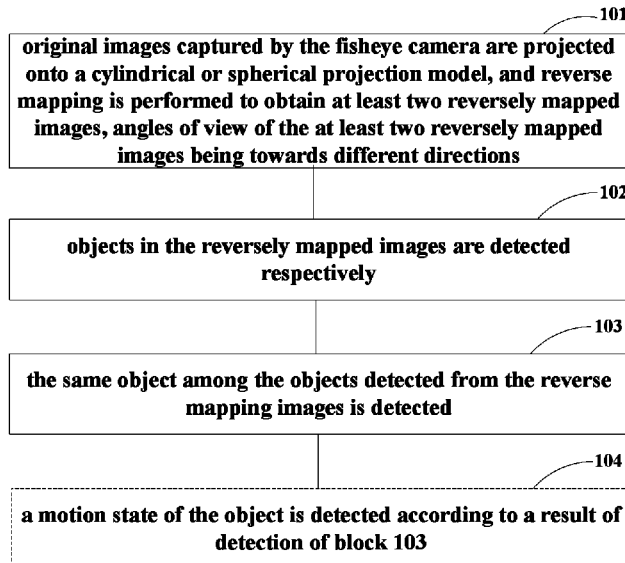 101
original images captured by the fisheye camera are projected
onto a cylindrical or spherical projection model, and reverse
mapping is performed to obtain at least two reversely mapped
images, angles of view of the at least two reversely mapped
images being towards different directions
102
objects in the reversely mapped images are detected
respectively
103
the same object among the objects detected from the reverse
mapping images is detected
104
a motion state of the object is detected according to a result of
detection of block 103